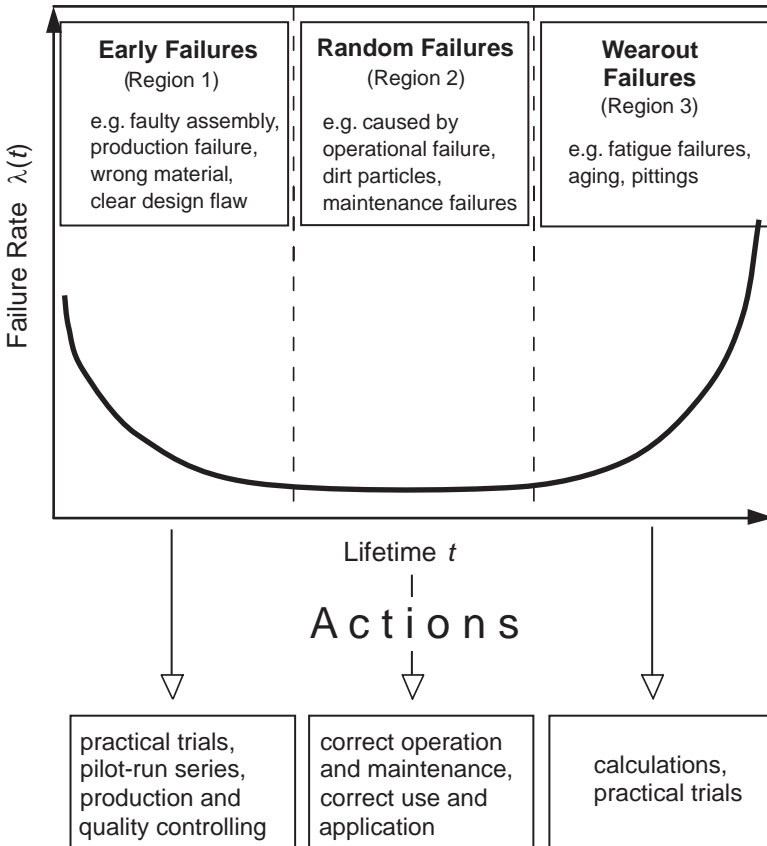 Early Failures
(Region 1)
e.g. faulty assembly,
production failure,
wrong material,
clear design flaw
Random Failures
(Region 2)
e.g. caused by
operational failure,
dirt particles,
maintenance failures
Wearout
Failures
(Region 3)
e.g. fatigue failures,
aging, pittings
Failure Rate λ(t)
Lifetime t
Actions
practical trials,
pilot-run series,
production and
quality controlling
correct operation
and maintenance,
correct use and
application
calculations,
practical trials